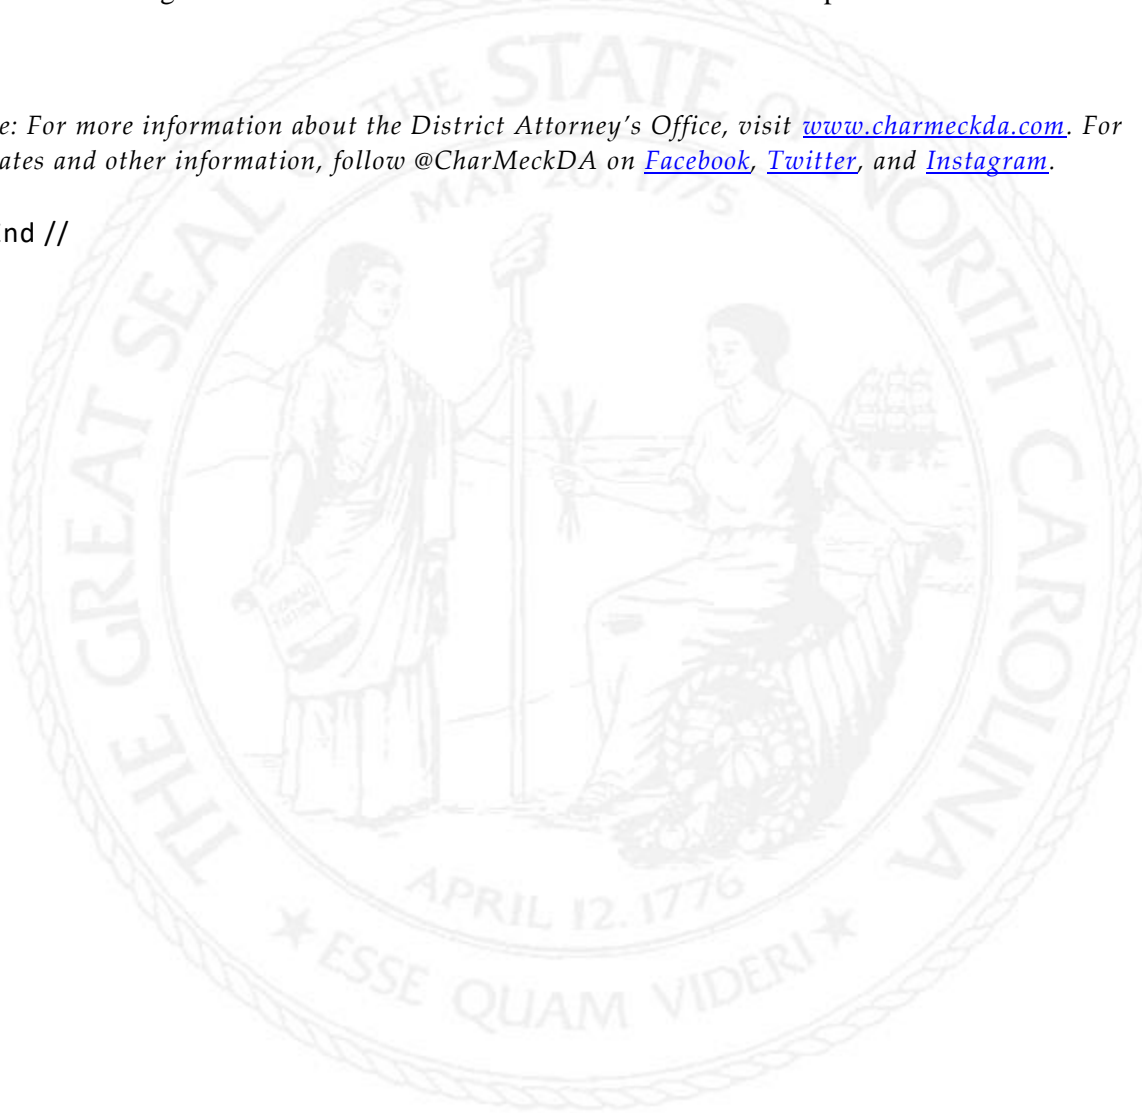 e: For more information about the District Attorney’s Office, visit www.charmeckda.com. For
ates and other information, follow @CharMeckDA on Facebook, Twitter, and Instagram.
nd //
THE GREAT SEAL OF THE STATE OF NORTH CAROLINA
MAY 20, 1775
CONSTI
TUTION
APRIL 12. 1776
★ ESSE QUAM VIDERI ★